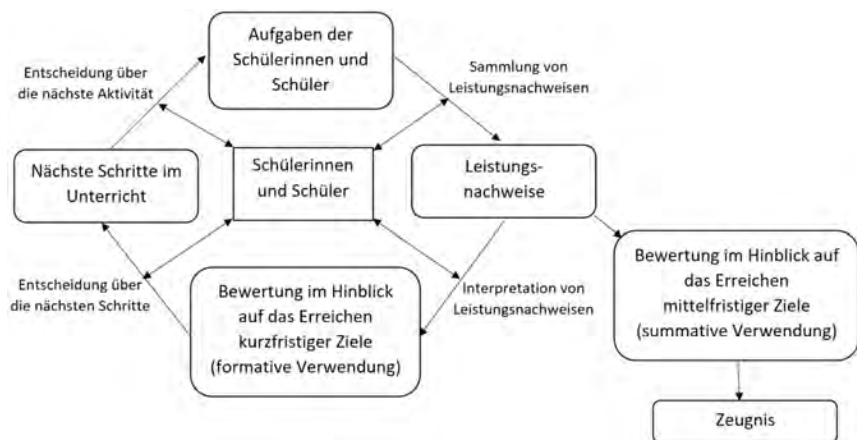 Aufgaben der
Schülerinnen und
Schüler
Entscheidung über
die nächste Aktivität
Sammlung von
Leistungsnachweisen
Nächste Schritte im
Unterricht
Schülerinnen
und Schüler
Leistungs-
nachweise
Entscheidung über
die nächsten Schritte
Bewertung im Hinblick
auf das Erreichen
kurzfristiger Ziele
(formative Verwendung)
Interpretation von
Leistungsnachweisen
Bewertung im Hinblick auf
das Erreichen
mittelfristiger Ziele
(summative Verwendung)
Zeugnis